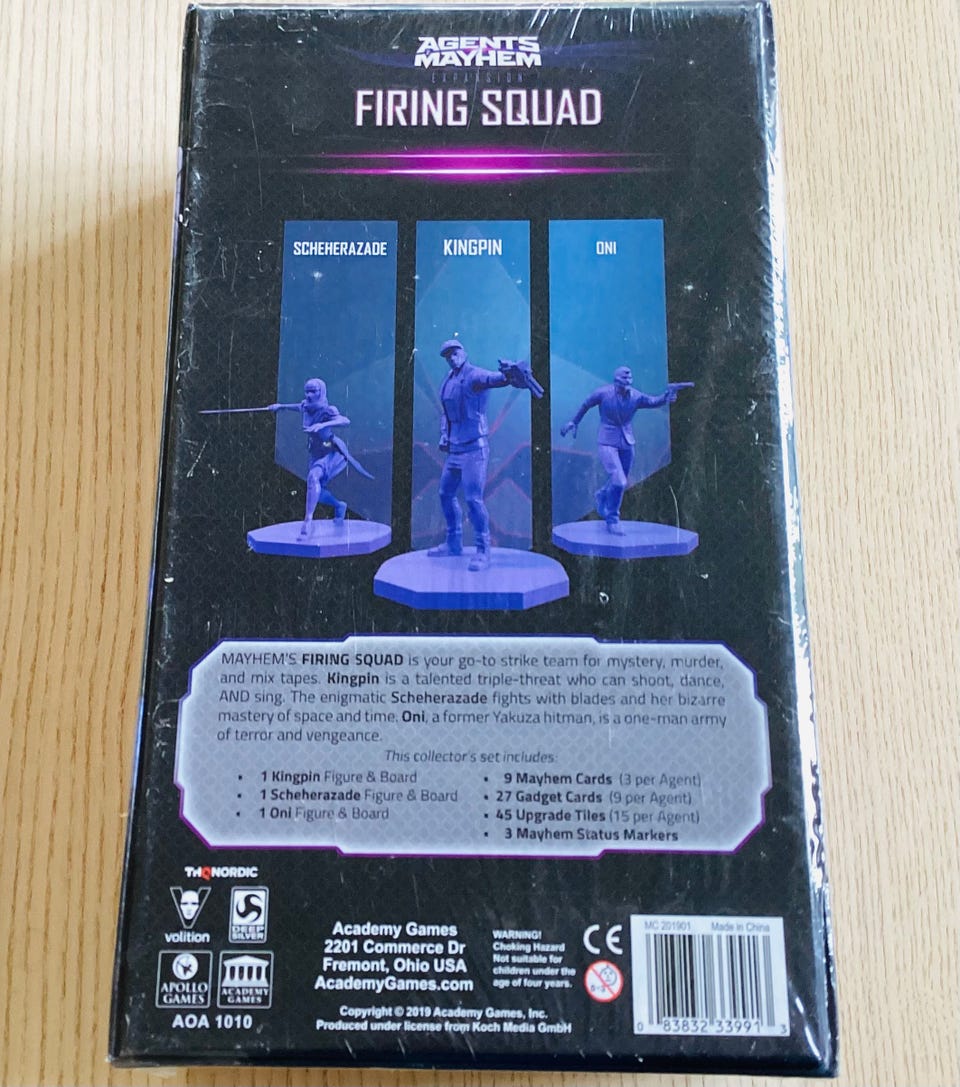 AGENTS
of MAYHEM
EXPANSION
FIRING SQUAD
SCHEHERAZADE
KINGPIN
ONI
MAYHEM'S FIRING SQUAD is your go-to strike team for mystery, murder,
and mix tapes. Kingpin is a talented triple-threat who can shoot, dance,
AND sing. The enigmatic Scheherazade fights with blades and her bizarre
mastery of space and time. Oni, a former Yakuza hitman, is a one-man army
of terror and vengeance.
This collector's set includes:
• 1 Kingpin Figure & Board
• 1 Scheherazade Figure & Board
• 1 Oni Figure & Board
• 9 Mayhem Cards (3 per Agent)
• 27 Gadget Cards (9 per Agent)
• 45 Upgrade Tiles (15 per Agent)
• 3 Mayhem Status Markers
THQ NORDIC
volition
DEEP
SILVER
APOLLO
GAMES
ACADEMY
GAMES
AOA 1010
Academy Games
2201 Commerce Dr
Fremont, Ohio USA
AcademyGames.com
Copyright © 2019 Academy Games, Inc.
Produced under license from Koch Media GmbH
WARNING!
Choking Hazard
Not suitable for
children under the
age of four years.
CE
0-3
MC 201901 Made in China
0 83832 33991 3